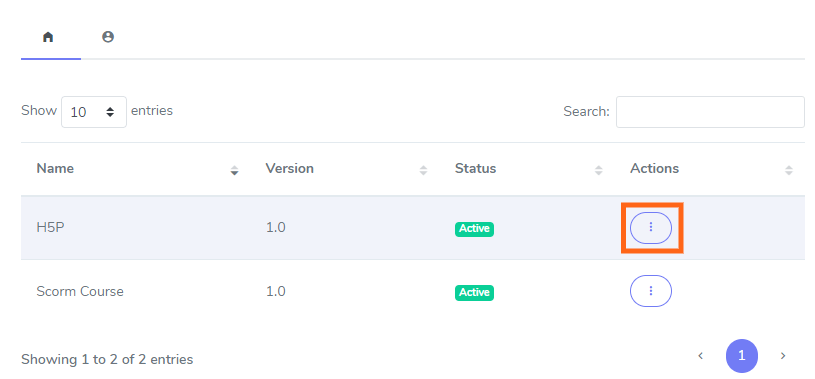 Show 10 entries Search:
Name Version Status Actions
H5P 1.0 Active
Scorm Course 1.0 Active
Showing 1 to 2 of 2 entries 1